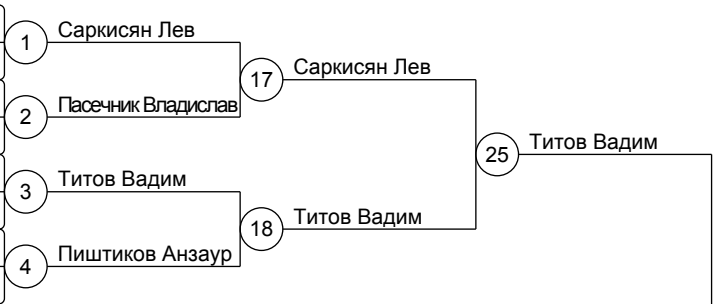 1 Саркисян Лев
17 Саркисян Лев
2 Пасечник Владислав
25 Титов Вадим
3 Титов Вадим
18 Титов Вадим
4 Пиштиков Анзаур